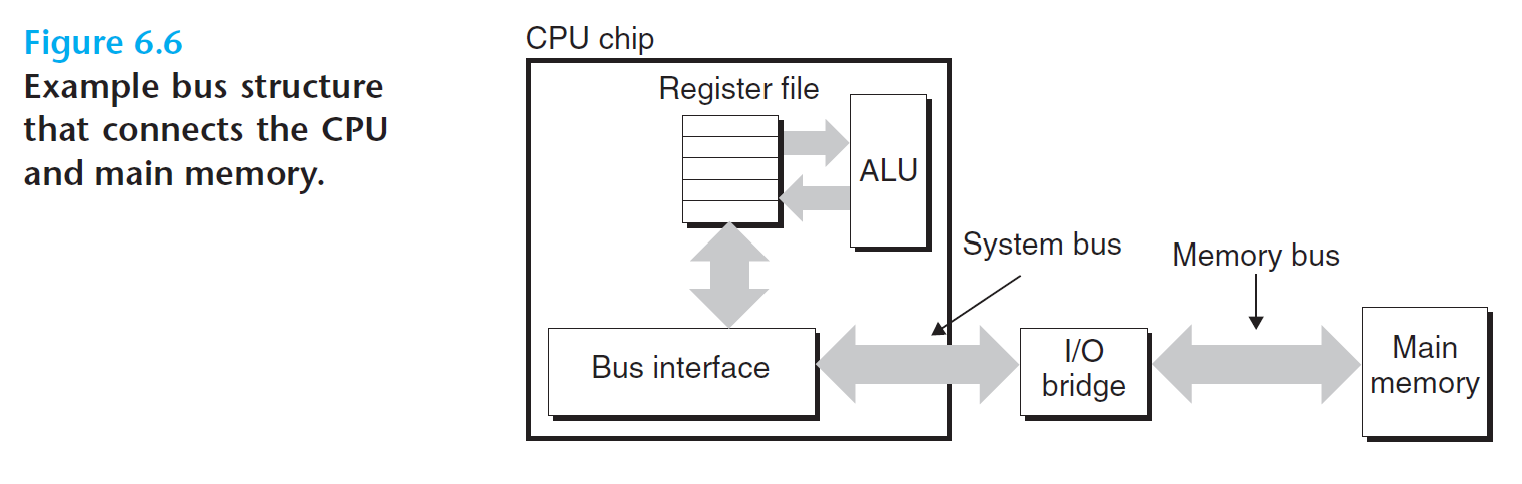 Figure 6.6
Example bus structure
that connects the CPU
and main memory.
CPU chip
Register file
ALU
System bus
Memory bus
Bus interface
I/O
bridge
Main
memory